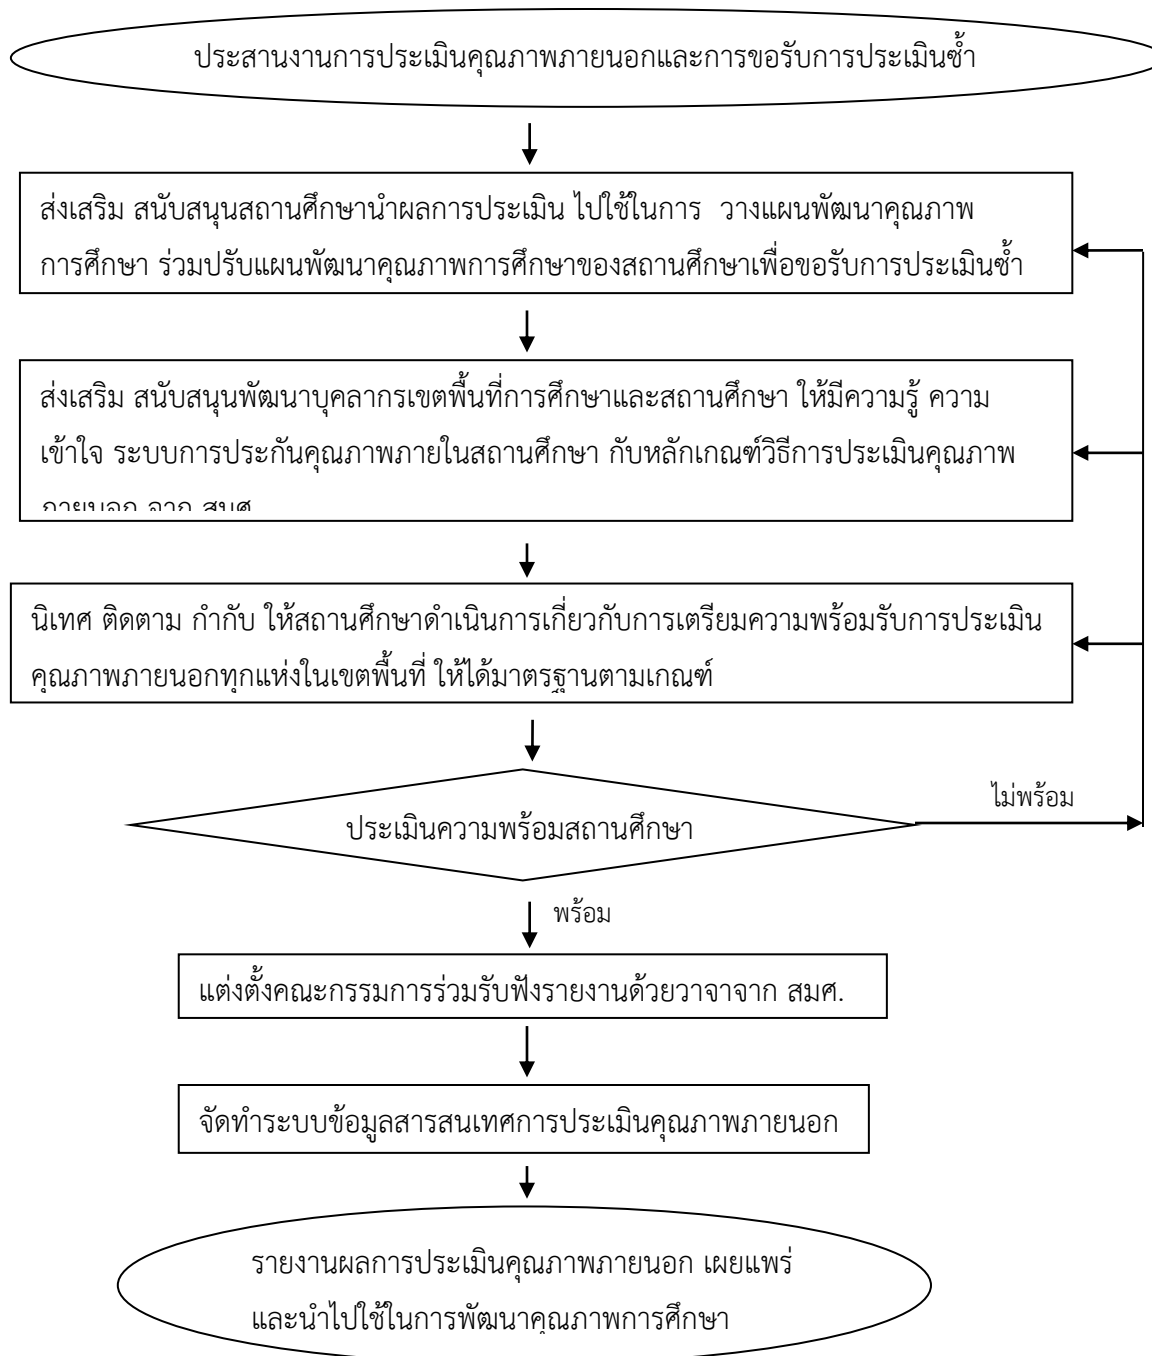 ประสานงานการประเมินคุณภาพภายนอกและการขอรับการประเมินซ้ำ
ส่งเสริม สนับสนุนสถานศึกษานำผลการประเมิน ไปใช้ในการ วางแผนพัฒนาคุณภาพ
การศึกษา ร่วมปรับแผนพัฒนาคุณภาพการศึกษาของสถานศึกษาเพื่อขอรับการประเมินซ้ำ
ส่งเสริม สนับสนุนพัฒนาบุคลากรเขตพื้นที่การศึกษาและสถานศึกษา ให้มีความรู้ ความ
เข้าใจ ระบบการประกันคุณภาพภายในสถานศึกษา กับหลักเกณฑ์วิธีการประเมินคุณภาพ
ภายนอก จาก สมศ
นิเทศ ติดตาม กำกับ ให้สถานศึกษาดำเนินการเกี่ยวกับการเตรียมความพร้อมรับการประเมิน
คุณภาพภายนอกทุกแห่งในเขตพื้นที่ ให้ได้มาตรฐานตามเกณฑ์
ประเมินความพร้อมสถานศึกษา
ไม่พร้อม
พร้อม
แต่งตั้งคณะกรรมการร่วมรับฟังรายงานด้วยวาจาจาก สมศ.
จัดทำระบบข้อมูลสารสนเทศการประเมินคุณภาพภายนอก
รายงานผลการประเมินคุณภาพภายนอก เผยแพร่
และนำไปใช้ในการพัฒนาคุณภาพการศึกษา